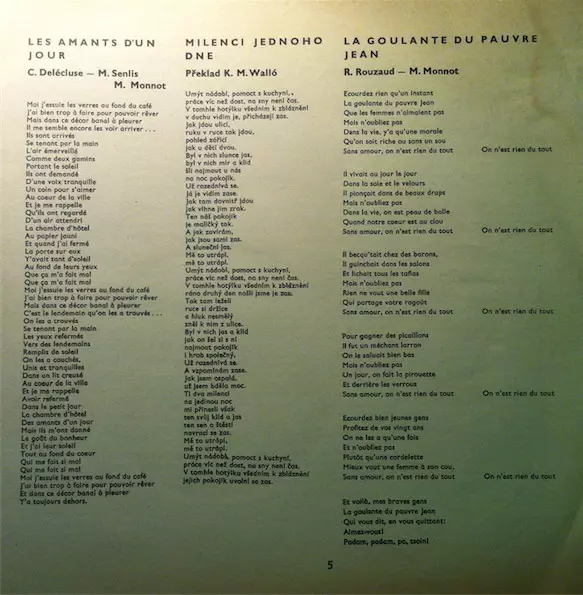 LES AMANTS D'UN
JOUR
C. Delécluse — M. Senlis
M. Monnot
Moi j'essuie les verres au fond du café
J'ai bien trop à faire pour pouvoir rêver
Mais dans ce décor banal à pleurer
Il me semble encore les voir arriver...
Ils sont arrivés
Se tenant par la main
L'air émerveillé
Comme deux gamins
Portant le soleil
Ils ont demandé
D'une voix tranquille
Un coin pour s'aimer
Au coeur de la ville
Et je me rappelle
Qu'ils ont regardé
D'un air attendri
La chambre d'hôtel
Au papier jauni
Et quand j'ai fermé
La porte sur eux
Y'avait tant d'soleil
Au fond de leurs yeux
Que ça m'a fait mal
Que ça m'a fait mal
Moi j'essuie les verres au fond du café
J'ai bien trop à faire pour pouvoir rêver
Mais dans ce décor banal à pleurer
C'est le lendemain qu'on les a trouvés...
On les a trouvés
Se tenant par la main
Les yeux refermés
Vers des lendemains
Remplis de soleil
On les a couchés,
Unis et tranquilles
Dans un lit creusé
Au coeur de la ville
Et je me rappelle
Avoir refermé
Dans le petit jour
La chambre d'hôtel
Des amants d'un jour
Mais ils m'ont donné
Le goût du bonheur
Et j'ai leur soleil
Tout au fond du coeur
Qui me fait si mal
Qui me fait si mal
Moi j'essuie les verres au fond du café
J'ai bien trop à faire pour pouvoir rêver
Et dans ce décor banal à pleurer
Y'a toujours dehors.
MILENCI JEDNOHO
DNE
Překlad K. M. Walló
Umýt nádobí, pomoct s kuchyní,
práce víc než dost, na sny není čas.
V tomhle hotýlku všedním k zbláznění
v duchu vidím je, přicházejí zas.
Jak jdou ulicí,
ruku v ruce tak jdou,
pohled zářící
jak u dětí dvou.
Byl v nich slunce jas,
byl v nich mír a klid
šli najmout u nás
na noc pokojík.
Už rozednívá se.
Já je vidím zase.
Jak tam dovnitř jdou
jak vlhne jim zrak.
Ten náš pokojík
je maličký tak.
A jak zavírám,
jak jsou sami zas.
A sluneční jas.
Mě to utrápí,
mě to utrápí.
Umýt nádobí, pomoct s kuchyní,
práce víc než dost, na sny není čas,
V tomhle hotýlku všedním k zbláznění
ráno druhý den našli jsme je zas.
Tak tam leželi
ruce si držíce
a hluk nesmělý
zněl k nim z ulice.
Byl v nich jas a klid
jak on šel si s ní
najmout pokojík
i hrob společný.
Už rozednívá se.
A vzpomínám zase.
Jak jsem ospalá,
už jsem bdělo moc.
Ti dva milenci
na jedinou noc
mi přinesli však
ten svůj klid a jas
ten sen o štěstí
navrací se zas.
Mě to utrápí,
Mě to utrápí.
Umýt nádobí, pomoct s kuchyní,
práce víc než dost, na sny není čas.
V tomhle hotýlku všedním k zbláznění
jejich pokojík uvolní se zas.
LA GOULANTE DU PAUVRE
JEAN
R. Rouzaud — M. Monnot
Ecourdez rien qu'un instant
La goulante du pauvre Jean
Que les femmes n'aimaient pas
Mais n'oubliez pas
Dans la vie, y'a qu'une morale
Qu'on soit riche ou sans un sou
Sans amour, on n'est rien du tout On n'est rien du tout
Il vivait au jour le jour
Dans la soie et le velours
Il pionçait dans de beaux draps
Mais n'oubliez pas
Dans la vie, on est peau de balle
Quand notre coeur est au clou
Sans amour, on n'est rien du tout On n'est rien du tout
Il becqu'tait chez des barons,
Il guinchait dans les salons
Et lichait tous les tafias
Mais n'oubliez pas
Rien ne vous une belle fille
Qui partage votre ragoût
Sans amour, on n'est rien du tout On n'est rien du tout
Pour gagner des picaillons
Il fut un méchant larron
On le saluait bien bas
Mais n'oubliez pas
Un jour, on fait la pirouette
Et derrière les verrous
Sans amour, on n'est rien du tout On n'est rien du tout
Ecourdez bien jeunes gens
Profitez de vos vingt ans
On ne les a qu'une fois
Et n'oubliez pas
Plutôt qu'une cordelette
Mieux vaut une femme à son cou,
Sans amour, on n'est rien du tout On n'est rien du tout
Et voilà, mes braves gens
La goulante du pauvre Jean
Qui vous dit, en vous quittant:
Aimez-vous!
Padam, padam, pa, tsoin!
5